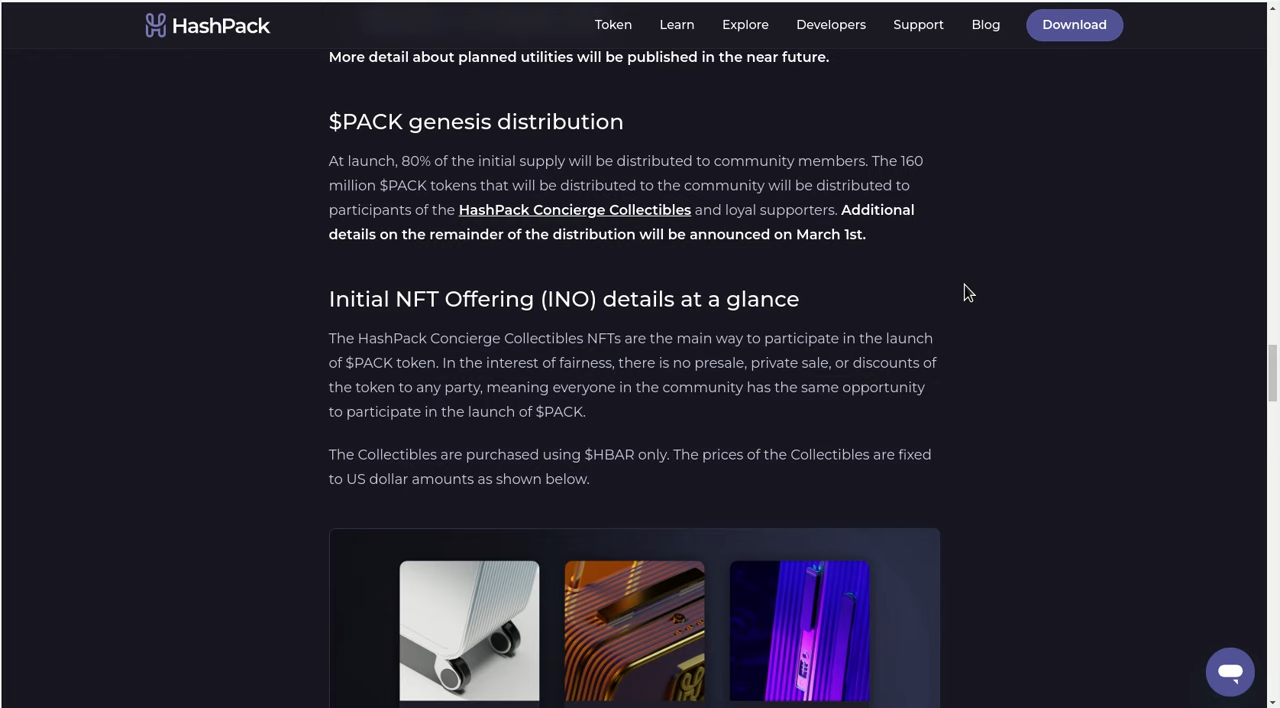 HashPack
Token Learn Explore Developers Support Blog Download
More detail about planned utilities will be published in the near future.
$PACK genesis distribution
At launch, 80% of the initial supply will be distributed to community members. The 160
million $PACK tokens that will be distributed to the community will be distributed to
participants of the HashPack Concierge Collectibles and loyal supporters. Additional
details on the remainder of the distribution will be announced on March 1st.
Initial NFT Offering (INO) details at a glance
The HashPack Concierge Collectibles NFTs are the main way to participate in the launch
of $PACK token. In the interest of fairness, there is no presale, private sale, or discounts of
the token to any party, meaning everyone in the community has the same opportunity
to participate in the launch of $PACK.
The Collectibles are purchased using $HBAR only. The prices of the Collectibles are fixed
to US dollar amounts as shown below.